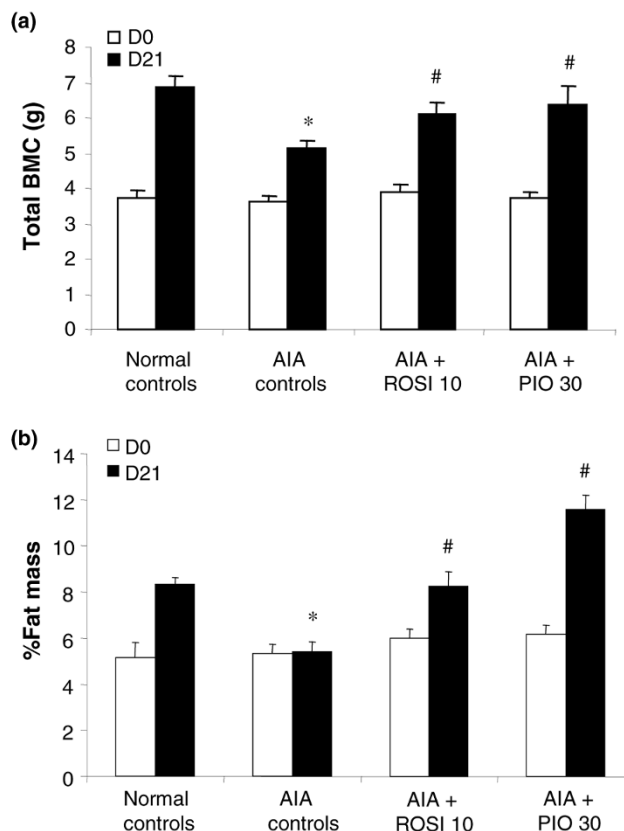 (a)
D0
D21
Total BMC (g)
8
7
6
5
4
3
2
1
0
*
#
#
Normal controls
AIA controls
AIA + ROSI 10
AIA + PIO 30
(b)
D0
D21
%Fat mass
14
12
10
8
6
4
2
0
*
#
#
Normal controls
AIA controls
AIA + ROSI 10
AIA + PIO 30